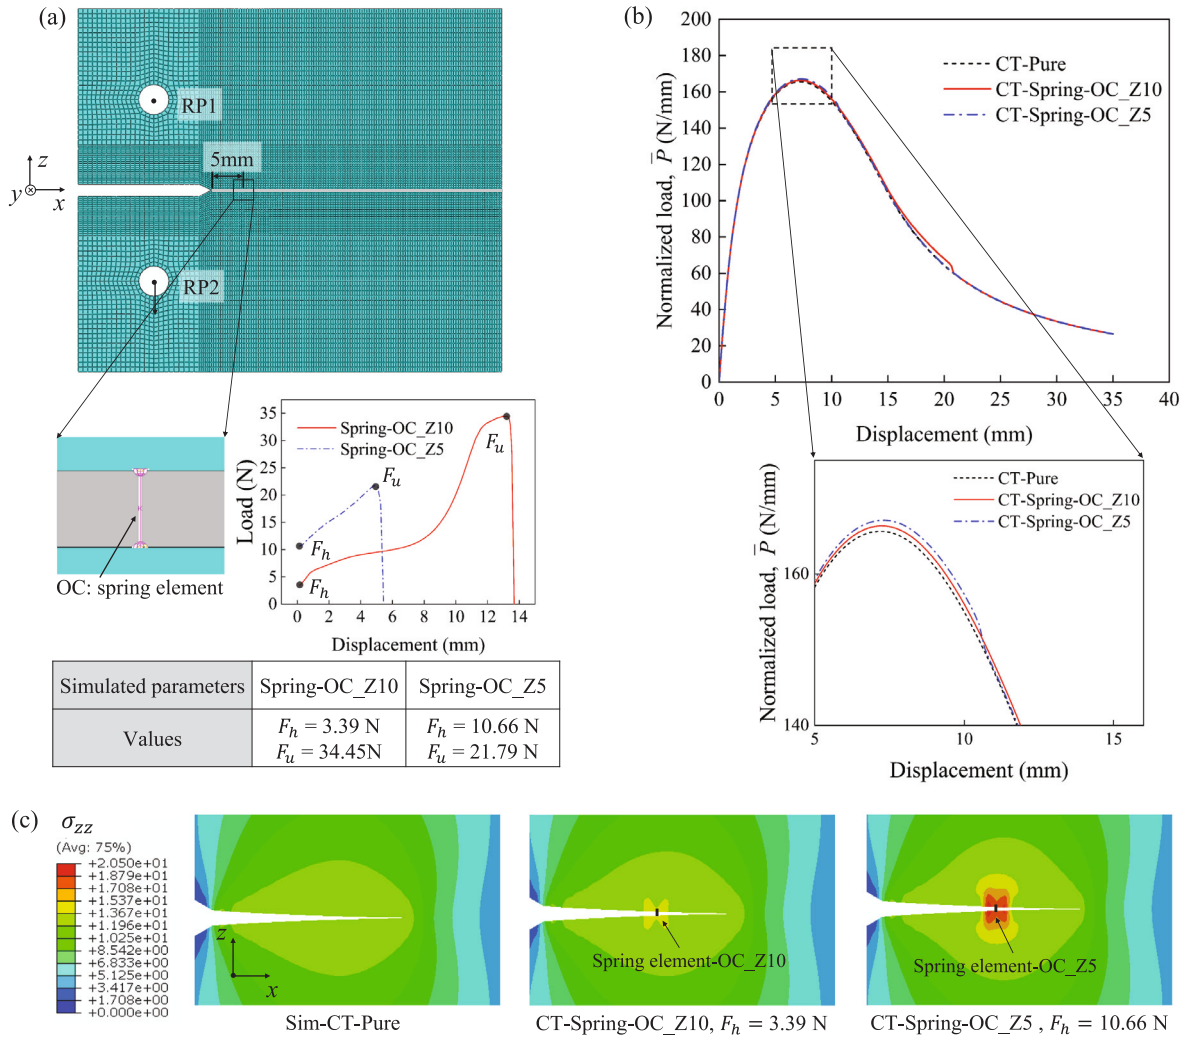 (a)
RP1
5mm
z
y
x
RP2
OC: spring element
35
30
25
20
15
10
5
0
Load (N)
Spring-OC_Z10
Spring-OC_Z5
F_u
F_u
F_h
F_h
0 2 4 6 8 10 12 14
Displacement (mm)
Simulated parameters Spring-OC_Z10 Spring-OC_Z5
Values
F_h = 3.39 N F_h = 10.66 N
F_u = 34.45N F_u = 21.79 N
(b)
200
180
160
140
120
100
80
60
40
20
0
Normalized load, P̅ (N/mm)
CT-Pure
CT-Spring-OC_Z10
CT-Spring-OC_Z5
0 5 10 15 20 25 30 35 40
Displacement (mm)
160
140
Normalized load, P̅ (N/mm)
CT-Pure
CT-Spring-OC_Z10
CT-Spring-OC_Z5
5 10 15
Displacement (mm)
(c)
σ_zz
(Avg: 75%)
+2.050e+01
+1.879e+01
+1.708e+01
+1.537e+01
+1.367e+01
+1.196e+01
+1.025e+01
+8.542e+00
+6.833e+00
+5.125e+00
+3.417e+00
+1.708e+00
+0.000e+00
z
x
Sim-CT-Pure
Spring element-OC_Z10
CT-Spring-OC_Z10, F_h = 3.39 N
Spring element-OC_Z5
CT-Spring-OC_Z5 , F_h = 10.66 N